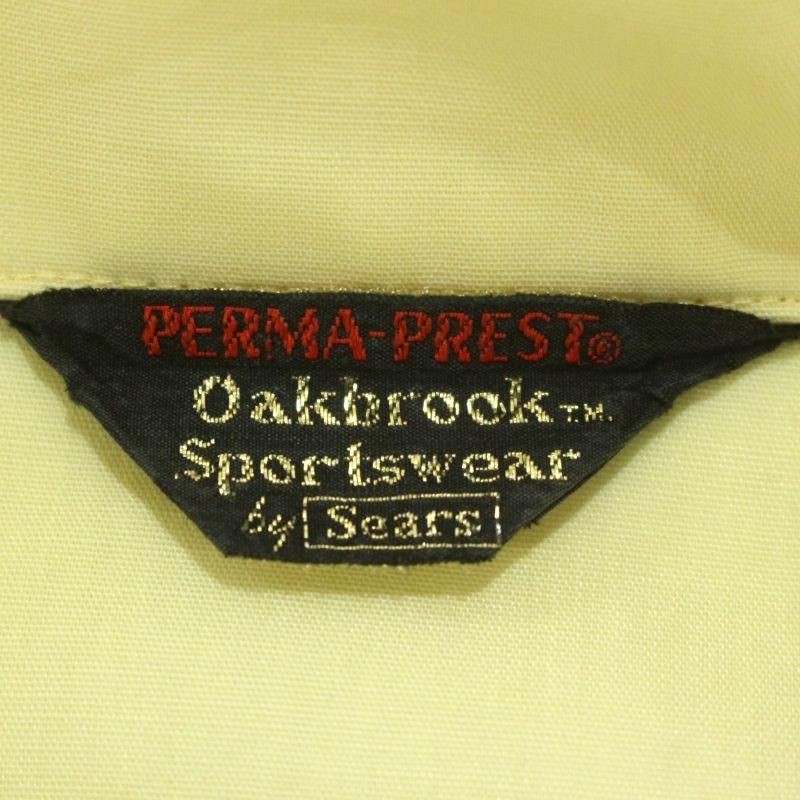 PERMA-PREST®
Oakbrook T.M.
Sportswear
by Sears